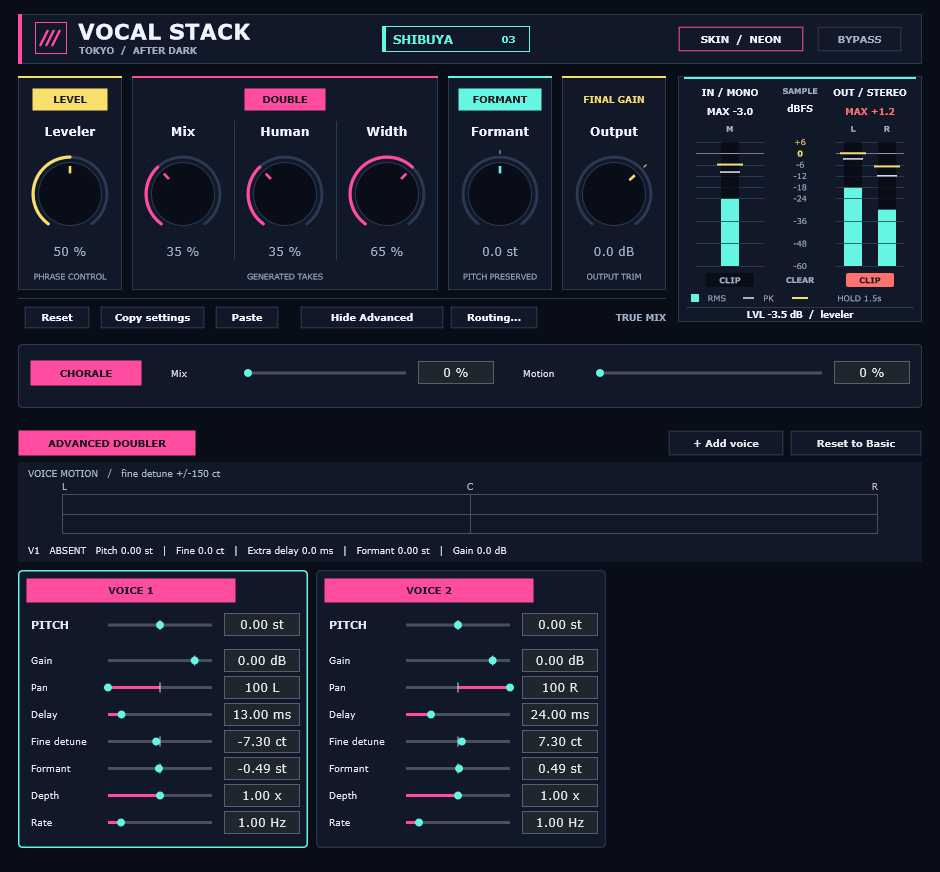 VOCAL STACK
TOKYO / AFTER DARK
SHIBUYA 03
SKIN / NEON
BYPASS
LEVEL
Leveler
50 %
PHRASE CONTROL
DOUBLE
Mix Human Width
35 % 35 % 65 %
GENERATED TAKES
FORMANT
Formant
0.0 st
PITCH PRESERVED
FINAL GAIN
Output
0.0 dB
OUTPUT TRIM
IN / MONO SAMPLE OUT / STEREO
MAX -3.0 dBFS MAX +1.2
M L R
+6
0
-6
-12
-18
-24
-36
-48
-60
CLIP CLEAR CLIP
RMS PK HOLD 1.5s
LVL -3.5 dB / leveler
Reset Copy settings Paste Hide Advanced Routing... TRUE MIX
CHORALE Mix 0 % Motion 0 %
ADVANCED DOUBLER + Add voice Reset to Basic
VOICE MOTION / fine detune +/-150 ct
L C R
V1 ABSENT Pitch 0.00 st | Fine 0.0 ct | Extra delay 0.0 ms | Formant 0.00 st | Gain 0.0 dB
VOICE 1
PITCH 0.00 st
Gain 0.00 dB
Pan 100 L
Delay 13.00 ms
Fine detune -7.30 ct
Formant -0.49 st
Depth 1.00 x
Rate 1.00 Hz
VOICE 2
PITCH 0.00 st
Gain 0.00 dB
Pan 100 R
Delay 24.00 ms
Fine detune 7.30 ct
Formant 0.49 st
Depth 1.00 x
Rate 1.00 Hz